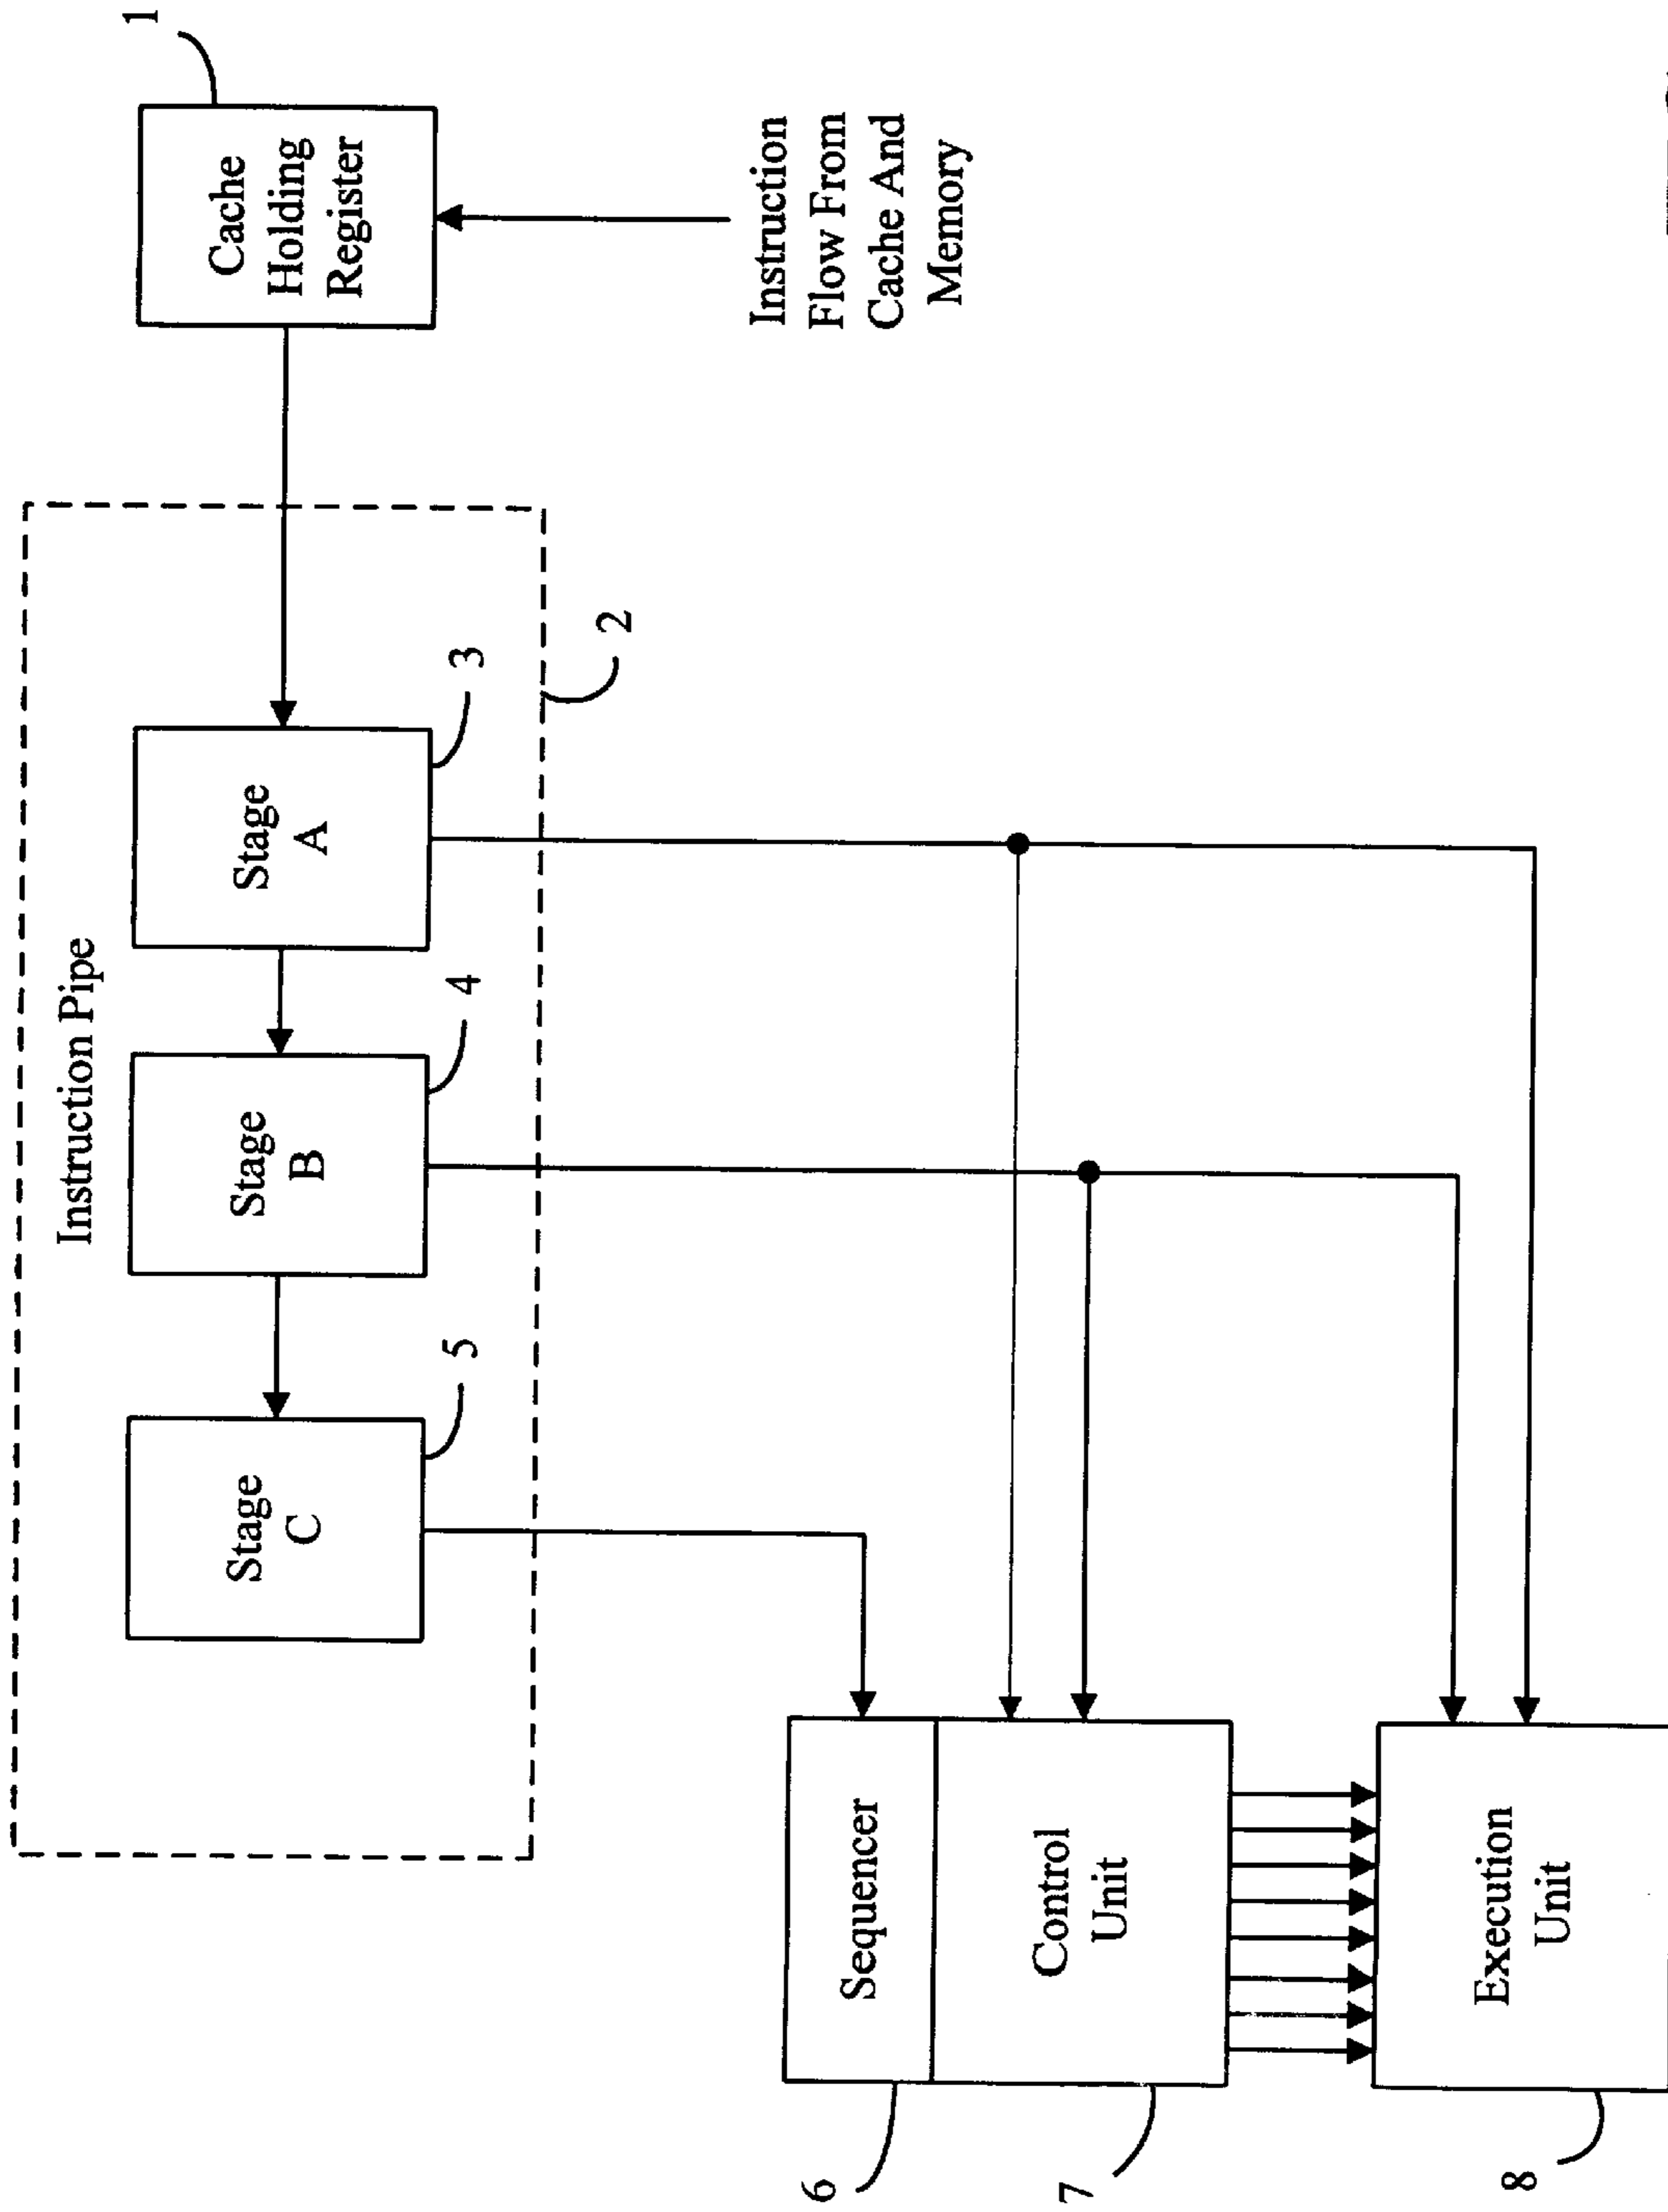 Instruction Pipe
1
Cache
Holding
Register
Stage
A
3
Stage
B
4
Stage
C
5
2
Instruction
Flow From
Cache And
Memory
Sequencer
6
Control
Unit
7
Execution
Unit
8